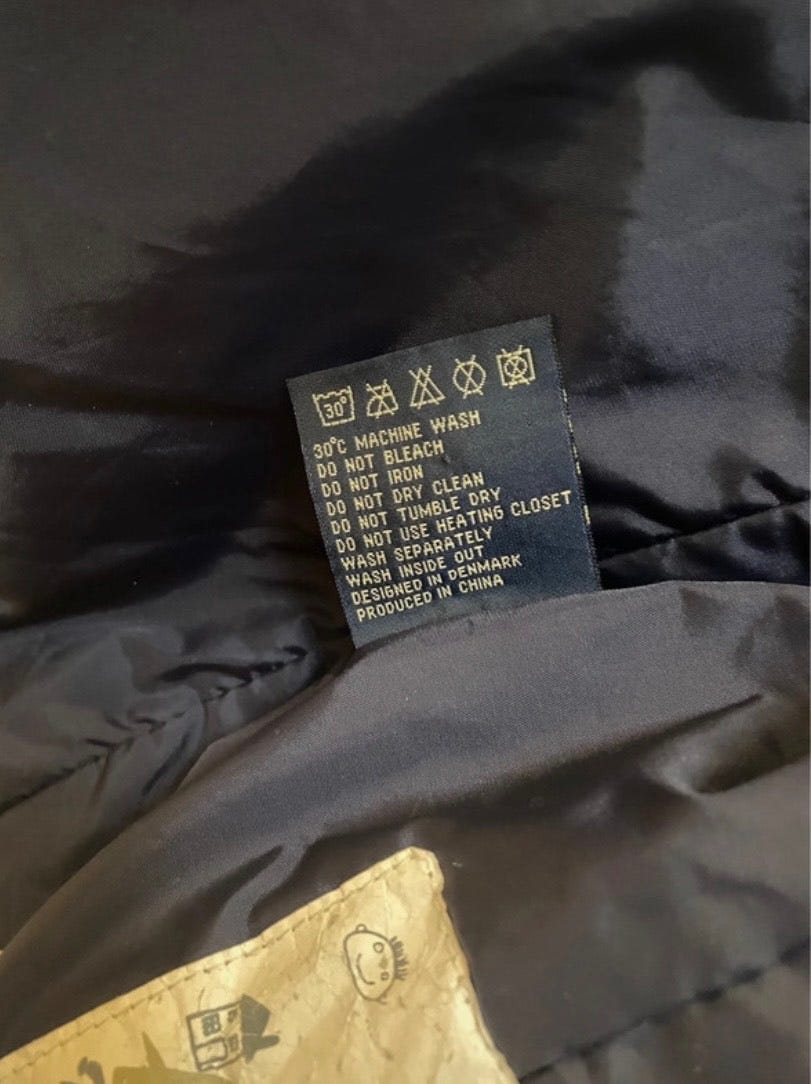 30°
30°C MACHINE WASH
DO NOT BLEACH
DO NOT IRON
DO NOT DRY CLEAN
DO NOT TUMBLE DRY
DO NOT USE HEATING CLOSET
WASH SEPARATELY
WASH INSIDE OUT
DESIGNED IN DENMARK
PRODUCED IN CHINA